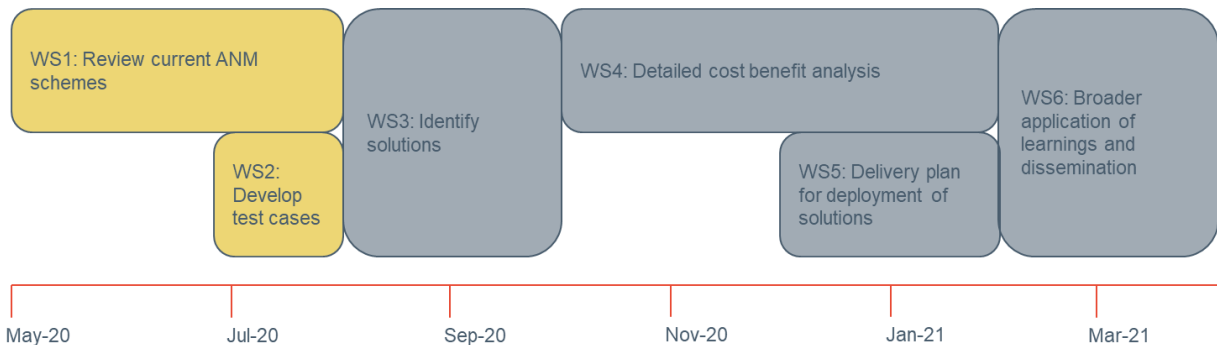 WS1: Review current ANM
schemes
WS2:
Develop
test cases
WS3: Identify
solutions
WS4: Detailed cost benefit analysis
WS5: Delivery plan
for deployment of
solutions
WS6: Broader
application of
learnings and
dissemination
May-20
Jul-20
Sep-20
Nov-20
Jan-21
Mar-21